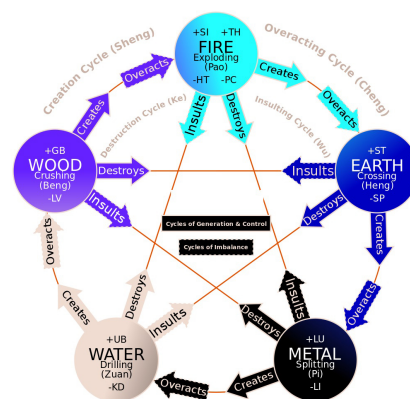 Creation Cycle (Sheng)
Overacting Cycle (Cheng)
Destruction Cycle (Ke)
Insulting Cycle (Wu)
+SI +TH
FIRE
Exploding
(Pao)
-HT -PC
Creates
Overacts
Insults
Destroys
+ST
EARTH
Crossing
(Heng)
-SP
Creates
Overacts
Insults
Destroys
+LU
METAL
Splitting
(Pi)
-LI
Creates
Overacts
Destroys
Insults
+UB
WATER
Drilling
(Zuan)
-KD
Creates
Overacts
Destroys
Insults
+GB
WOOD
Crushing
(Beng)
-LV
Creates
Overacts
Destroys
Insults
Cycles of Generation & Control
Cycles of Imbalance